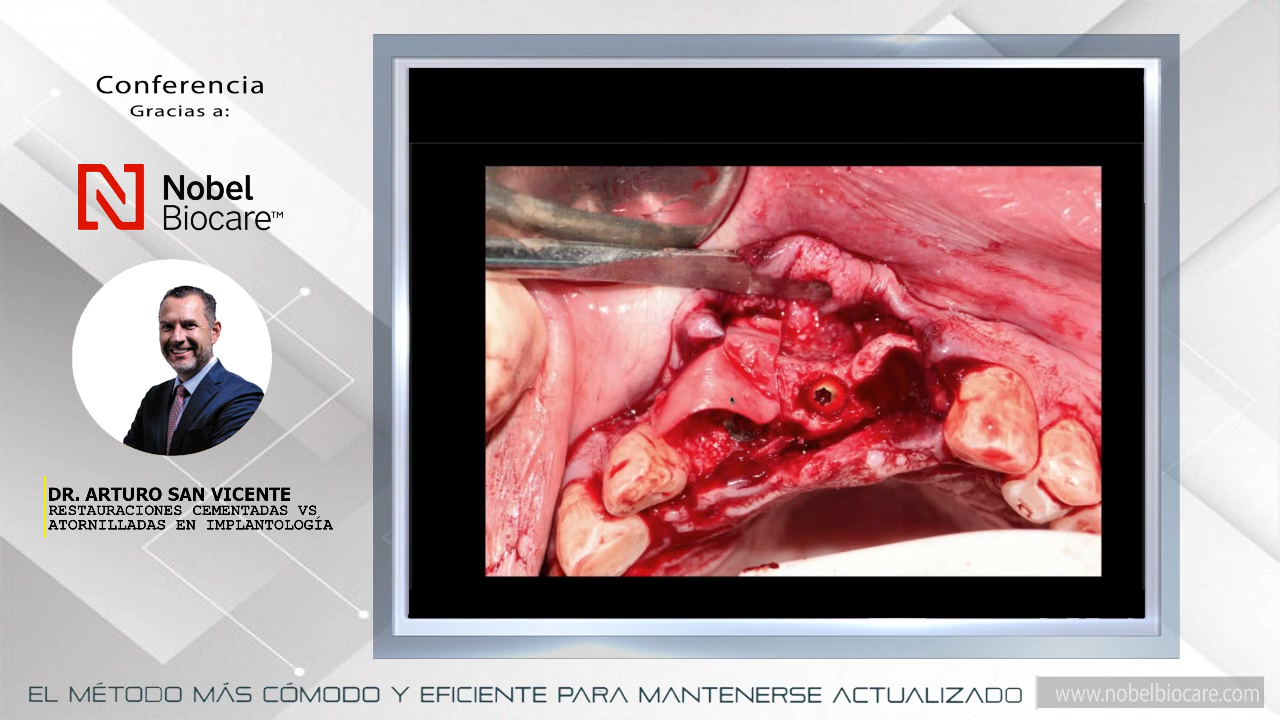 Conferencia
Gracias a:
Nobel
Biocare™
DR. ARTURO SAN VICENTE
RESTAURACIONES CEMENTADAS VS
ATORNILLADAS EN IMPLANTOLOGÍA
EL MÉTODO MÁS CÓMODO Y EFICIENTE PARA MANTENERSE ACTUALIZADO
www.nobelbiocare.com